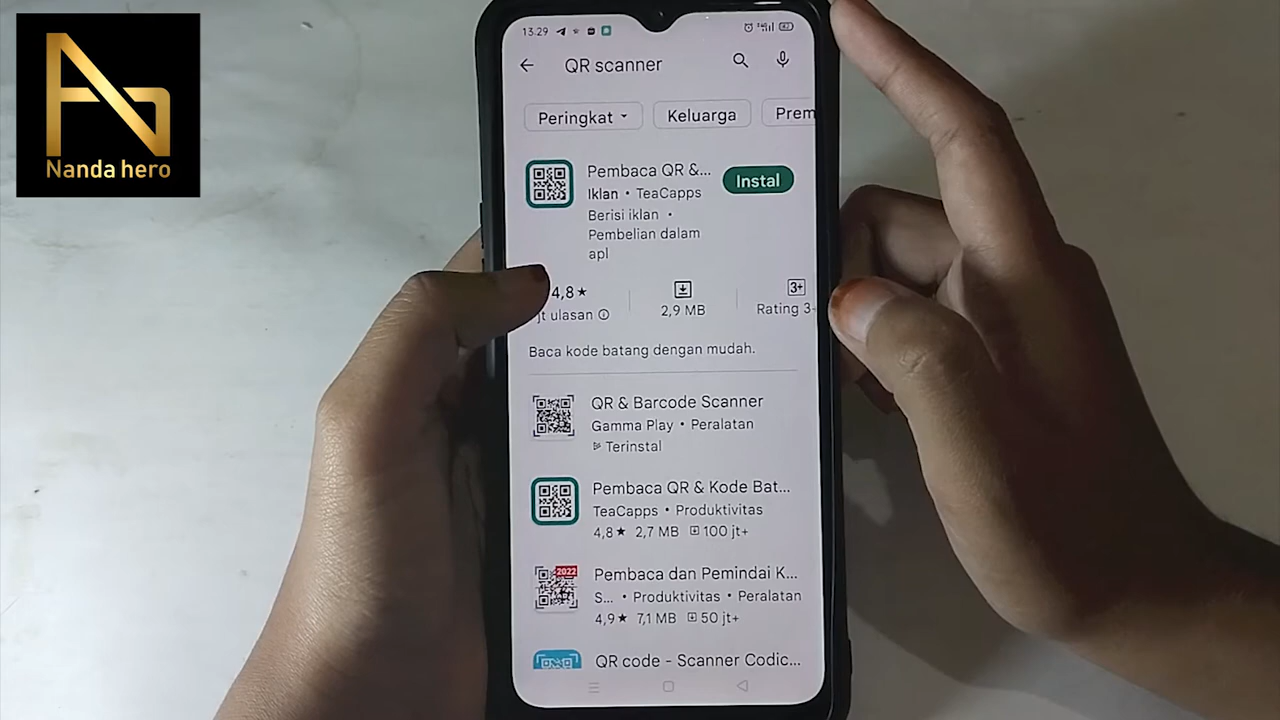 Nanda hero
13.29
QR scanner
Peringkat
Keluarga
Prem
Pembaca QR &...
Instal
Iklan • TeaCapps
Berisi iklan •
Pembelian dalam
apl
4,8★
jt ulasan
2,9 MB
3+
Rating 3+
Baca kode batang dengan mudah.
QR & Barcode Scanner
Gamma Play • Peralatan
Terinstal
Pembaca QR & Kode Bat...
TeaCapps • Produktivitas
4,8★ 2,7 MB 100 jt+
2022
Pembaca dan Pemindai K...
S... • Produktivitas • Peralatan
4,9★ 7,1 MB 50 jt+
QR code - Scanner Codic...